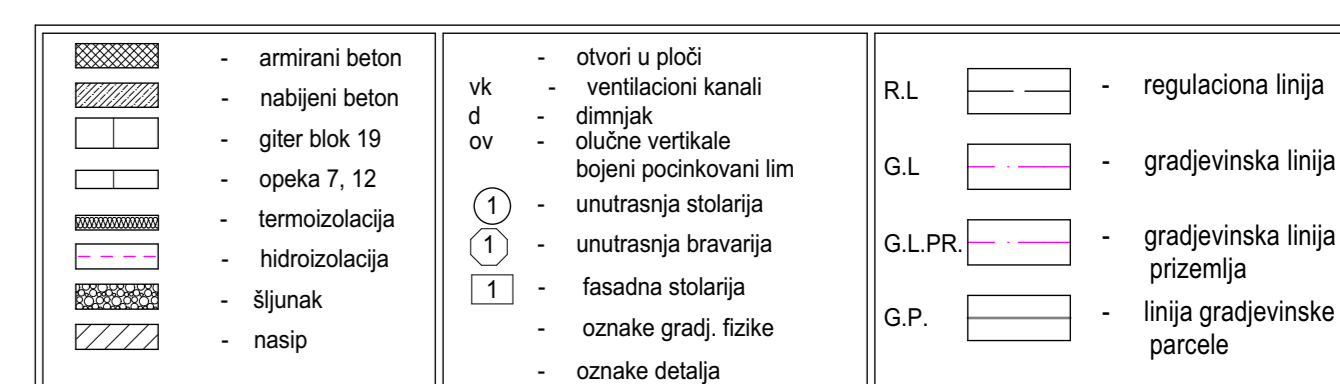 - armirani beton
- nabijeni beton
- giter blok 19
- opeka 7, 12
- termoizolacija
- hidroizolacija
- šljunak
- nasip
- otvori u ploči
vk - ventilacioni kanali
d - dimnjak
ov - olučne vertikale
bojeni pocinkovani lim
1 - unutrasnja stolarija
1 - unutrasnja bravarija
1 - fasadna stolarija
- oznake gradj. fizike
- oznake detalja
R.L - regulaciona linija
G.L - gradjevinska linija
G.L.PR. - gradjevinska linija
prizemlja
G.P. - linija gradjevinske
parcele